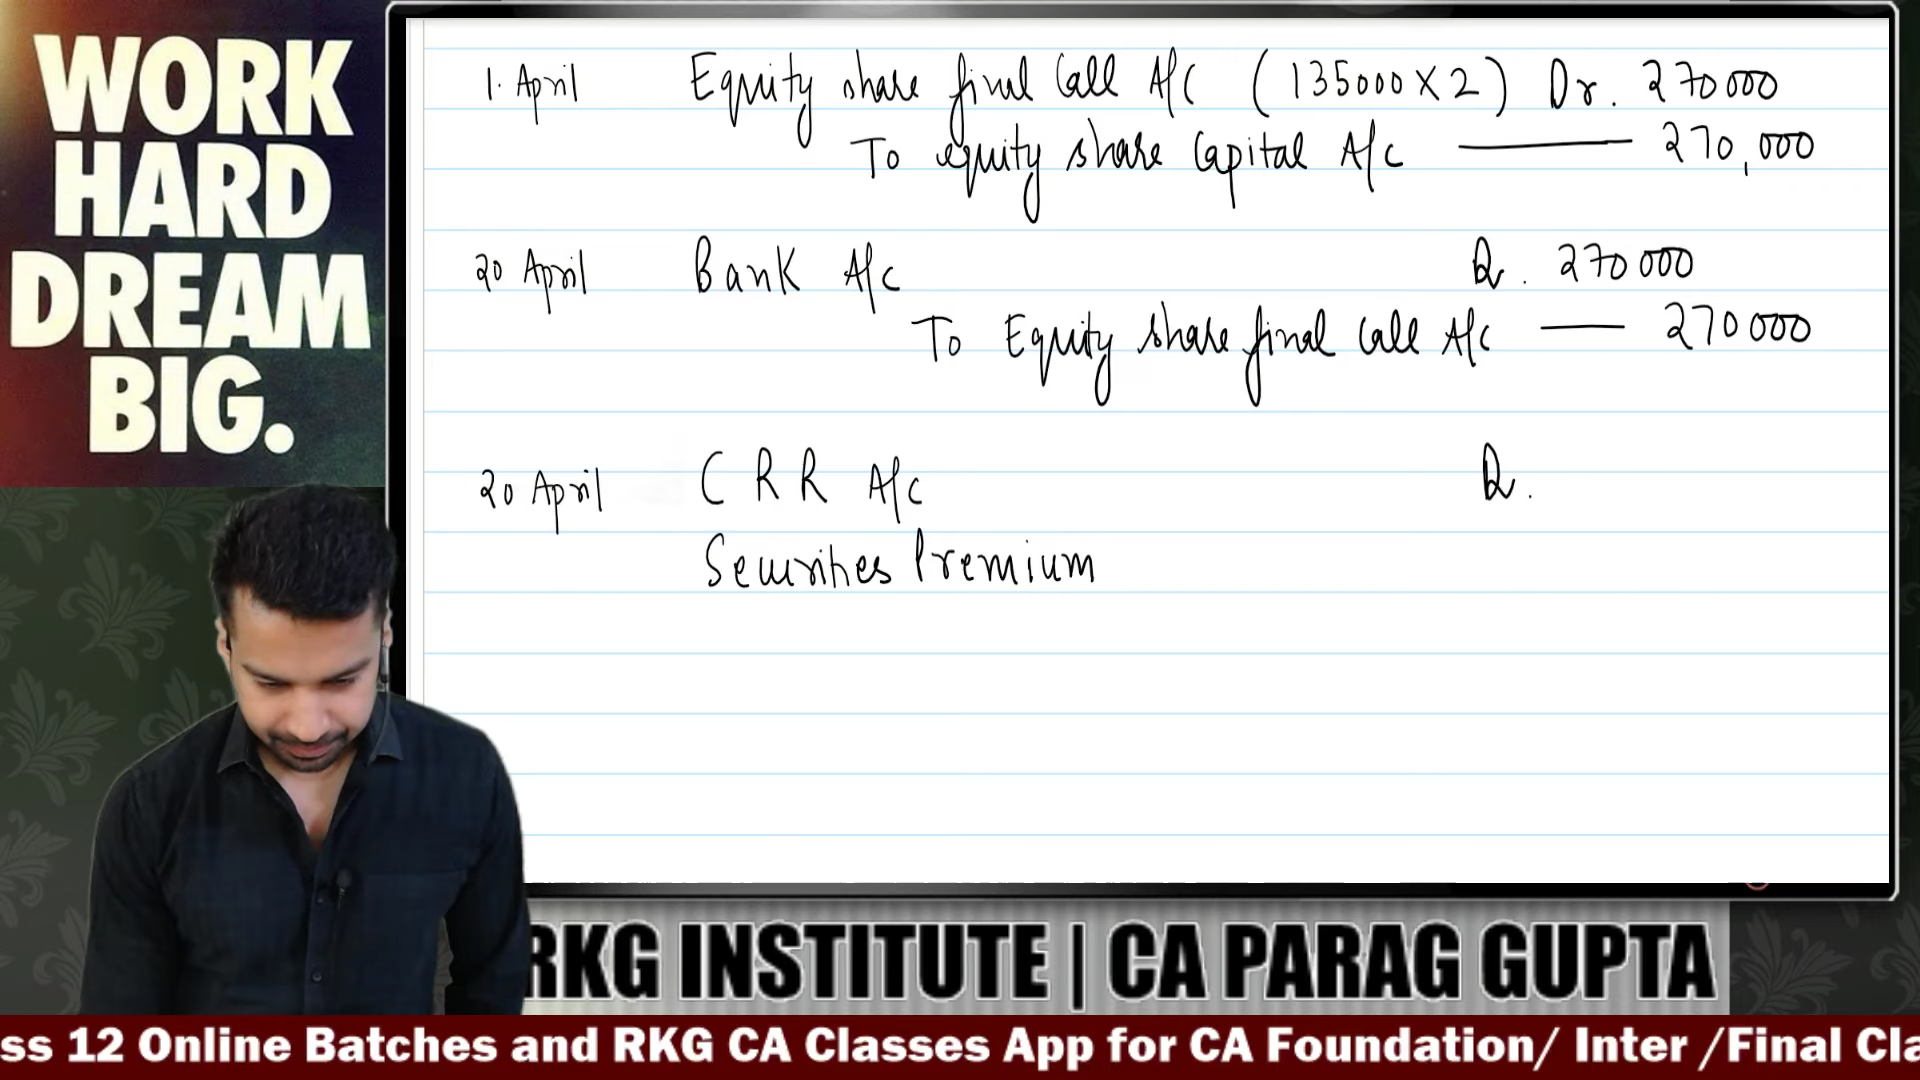 WORK
HARD
DREAM
BIG.
1. April Equity share final Call A/c (135000 X 2) Dr. 270000
To equity share Capital A/c 270,000
20 April Bank A/c Dr. 270000
To Equity share final Call A/c 270000
20 April C R R A/c Dr.
Securities Premium
RKG INSTITUTE | CA PARAG GUPTA
ss 12 Online Batches and RKG CA Classes App for CA Foundation/ Inter /Final Cla